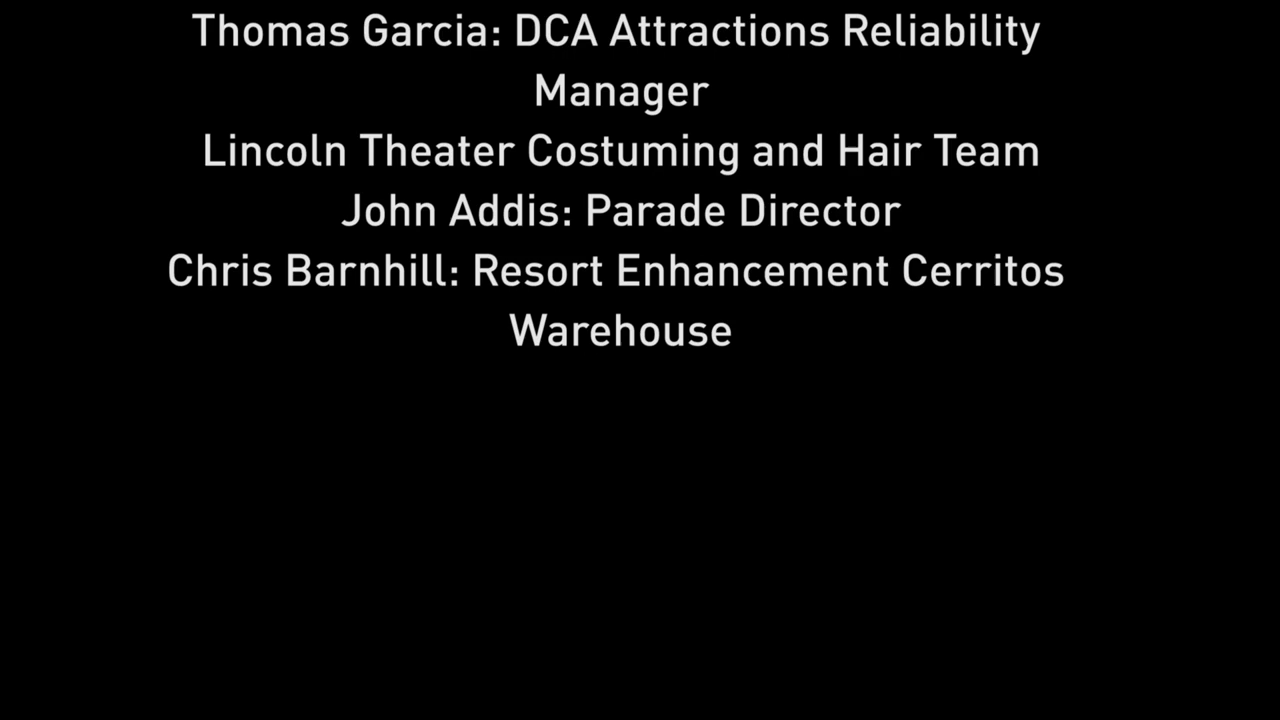 Thomas Garcia: DCA Attractions Reliability
Manager
Lincoln Theater Costuming and Hair Team
John Addis: Parade Director
Chris Barnhill: Resort Enhancement Cerritos
Warehouse